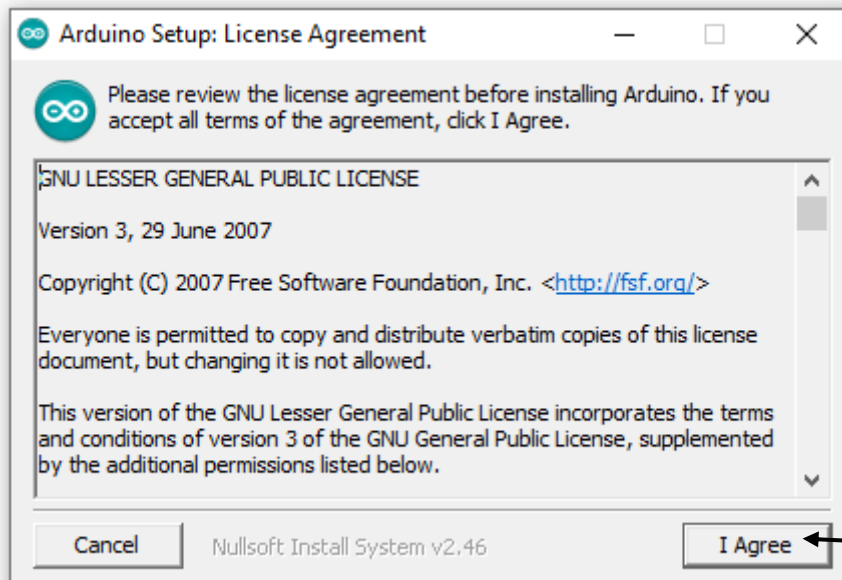 Arduino Setup: License Agreement
Please review the license agreement before installing Arduino. If you
accept all terms of the agreement, click I Agree.
GNU LESSER GENERAL PUBLIC LICENSE
Version 3, 29 June 2007
Copyright (C) 2007 Free Software Foundation, Inc. <http://fsf.org/>
Everyone is permitted to copy and distribute verbatim copies of this license
document, but changing it is not allowed.
This version of the GNU Lesser General Public License incorporates the terms
and conditions of version 3 of the GNU General Public License, supplemented
by the additional permissions listed below.
Cancel
Nullsoft Install System v2.46
I Agree